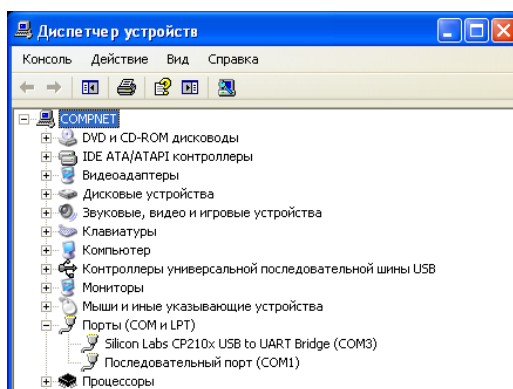 Диспетчер устройств
Консоль Действие Вид Справка
COMPNET
DVD и CD-ROM дисководы
IDE ATA/ATAPI контроллеры
Видеоадаптеры
Дисковые устройства
Звуковые, видео и игровые устройства
Клавиатуры
Компьютер
Контроллеры универсальной последовательной шины USB
Мониторы
Мыши и иные указывающие устройства
Порты (COM и LPT)
Silicon Labs CP210x USB to UART Bridge (COM3)
Последовательный порт (COM1)
Процессоры